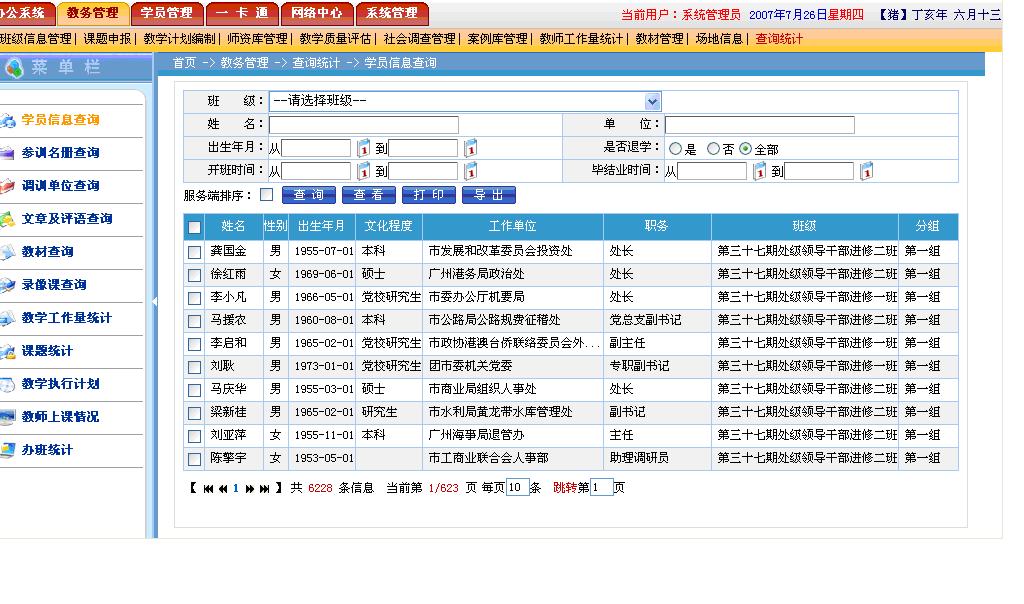 办公系统 教务管理 学员管理 一 卡 通 网络中心 系统管理 当前用户：系统管理员 2007年7月26日星期四 【猪】丁亥年 六月十三
班级信息管理| 课题申报| 教学计划编制| 师资库管理| 教学质量评估| 社会调查管理| 案例库管理| 教师工作量统计| 教材管理| 场地信息| 查询统计
菜 单 栏
首页 -> 教务管理 -> 查询统计 -> 学员信息查询
学员信息查询
参训名册查询
调训单位查询
文章及评语查询
教材查询
录像课查询
教学工作量统计
课题统计
教学执行计划
教师上课情况
办班统计
班 级： --请选择班级--
姓 名： 单 位：
出生年月： 从 到 是否退学： 是 否 全部
开班时间： 从 到 毕结业时间： 从 到
服务端排序： 查 询 查 看 打 印 导 出
姓名 性别 出生年月 文化程度 工作单位 职务 班级 分组
龚国金 男 1955-07-01 本科 市发展和改革委员会投资处 处长 第三十七期处级领导干部进修二班 第一组
徐红雨 女 1969-06-01 硕士 广州港务局政治处 处长 第三十七期处级领导干部进修二班 第一组
李小凡 男 1966-05-01 党校研究生 市委办公厅机要局 处长 第三十七期处级领导干部进修一班 第一组
马援农 男 1960-08-01 本科 市公路局公路规费征稽处 党总支副书记 第三十七期处级领导干部进修一班 第一组
李启和 男 1965-02-01 党校研究生 市政协港澳台侨联络委员会外... 副主任 第三十七期处级领导干部进修一班 第一组
刘耿 男 1973-01-01 党校研究生 团市委机关党委 专职副书记 第三十七期处级领导干部进修一班 第一组
马庆华 男 1955-03-01 硕士 市商业局组织人事处 处长 第三十七期处级领导干部进修二班 第一组
梁新桂 男 1965-02-01 研究生 市水利局黄龙带水库管理处 副书记 第三十七期处级领导干部进修二班 第一组
刘亚萍 女 1955-11-01 本科 广州海事局退管办 主任 第三十七期处级领导干部进修二班 第一组
陈擎宇 女 1953-05-01 市工商业联合会人事部 助理调研员 第三十七期处级领导干部进修二班 第一组
【 1 】 共 6228 条信息 当前第 1/623 页 每页 10 条 跳转第 1 页